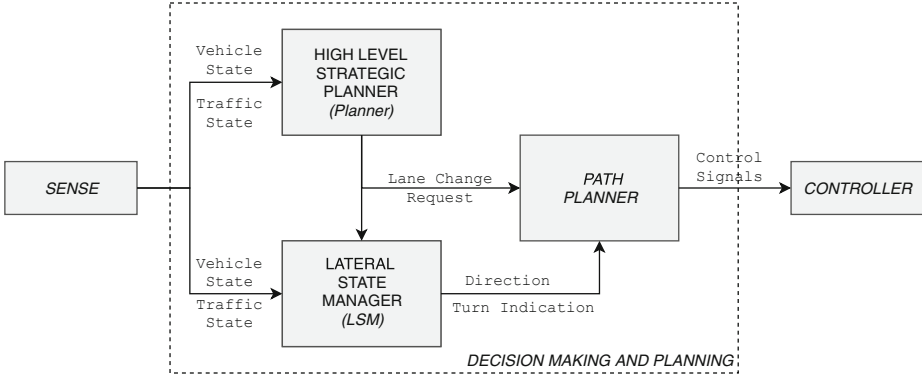 Vehicle
State
Traffic
State
HIGH LEVEL
STRATEGIC
PLANNER
(Planner)
SENSE
Lane Change
Request
PATH
PLANNER
Control
Signals
CONTROLLER
Vehicle
State
Traffic
State
LATERAL
STATE
MANAGER
(LSM)
Direction
Turn Indication
DECISION MAKING AND PLANNING